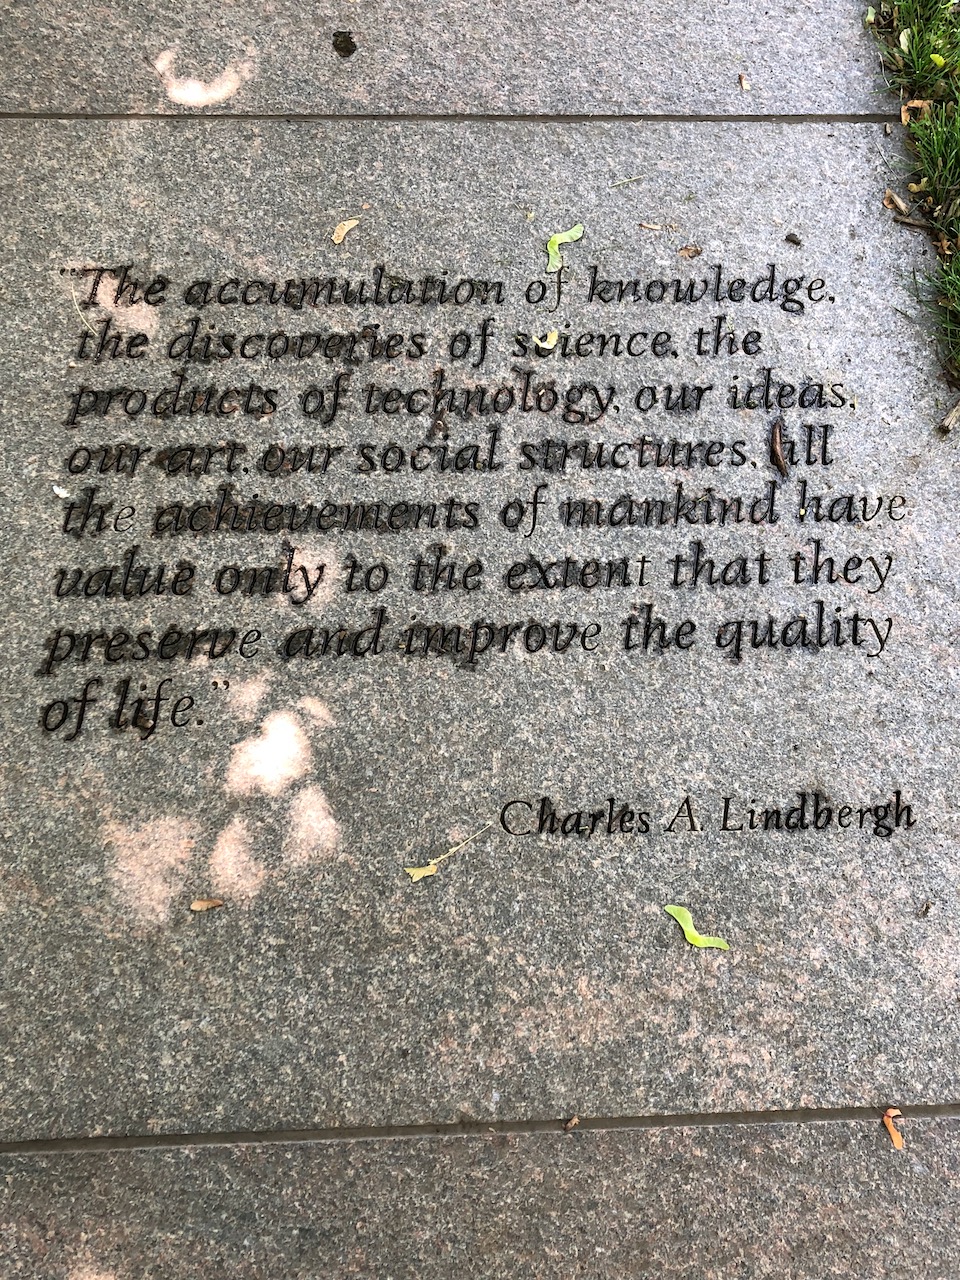 "The accumulation of knowledge,
the discoveries of science, the
products of technology, our ideas,
our art, our social structures, all
the achievements of mankind have
value only to the extent that they
preserve and improve the quality
of life."
Charles A. Lindbergh